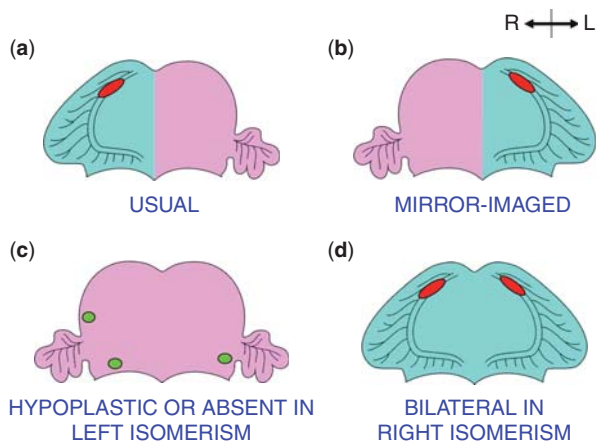 R L
(a)
(b)
USUAL
MIRROR-IMAGED
(c)
(d)
HYPOPLASTIC OR ABSENT IN
LEFT ISOMERISM
BILATERAL IN
RIGHT ISOMERISM